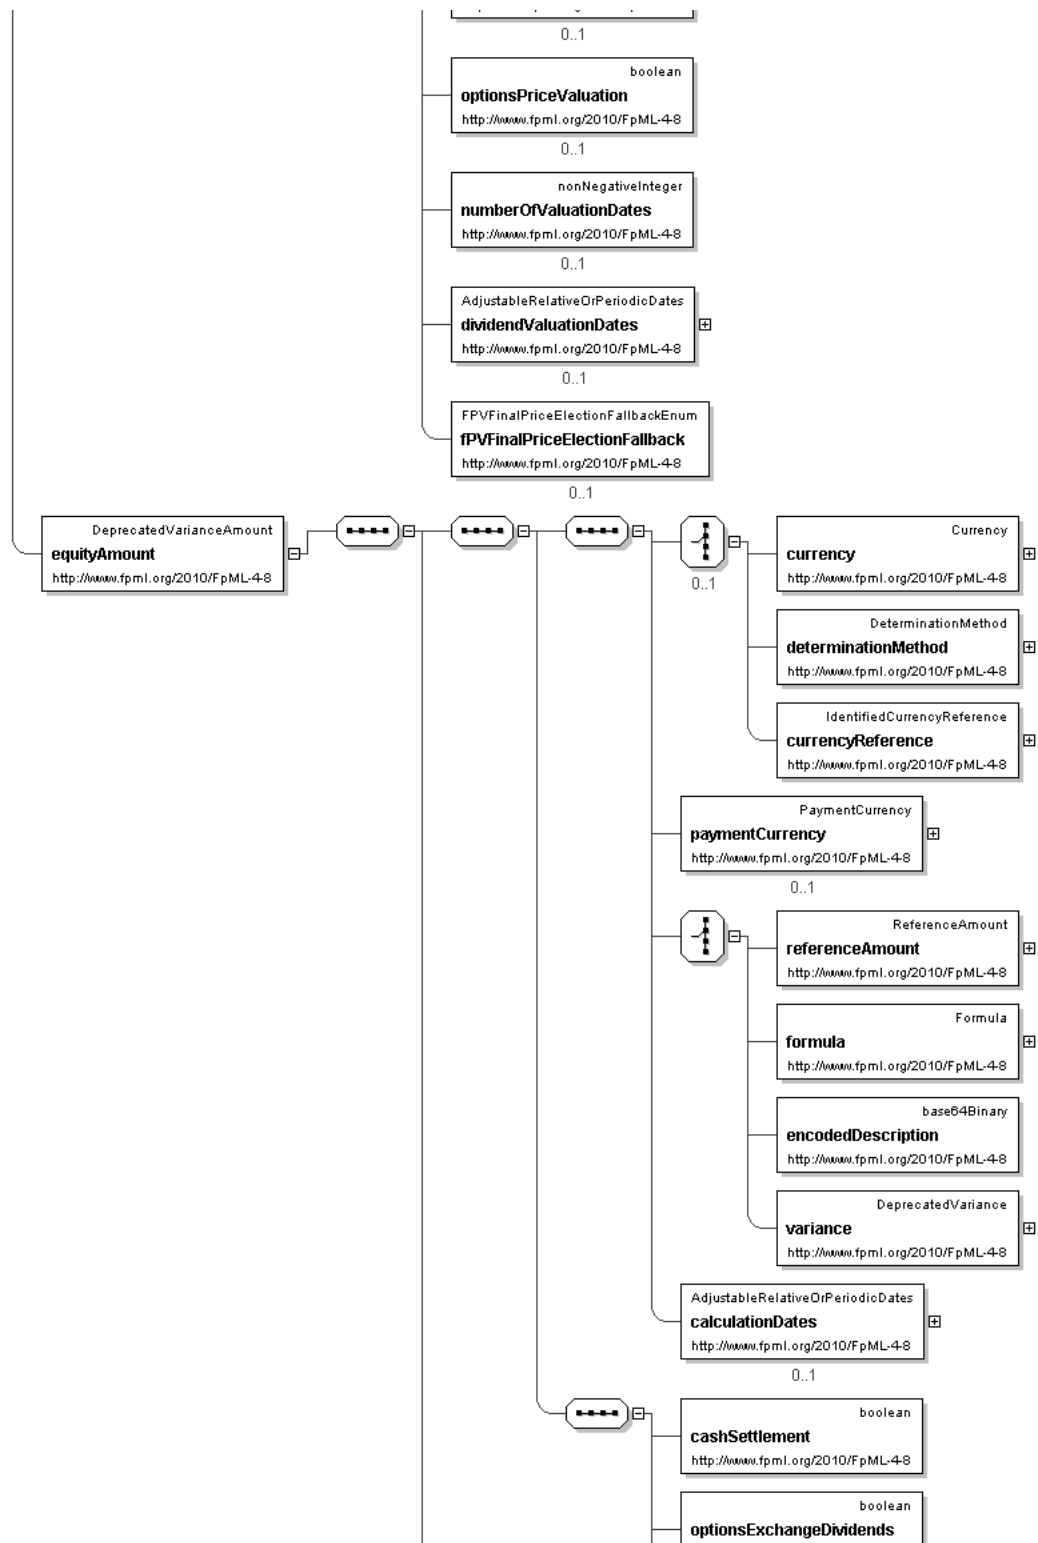 0..1
boolean
optionsPriceValuation
http://www.fpml.org/2010/FpML-4-8
0..1
nonNegativeInteger
numberOfValuationDates
http://www.fpml.org/2010/FpML-4-8
0..1
AdjustableRelativeOrPeriodicDates
dividendValuationDates
http://www.fpml.org/2010/FpML-4-8
0..1
FPVFinalPriceElectionFallbackEnum
fPVFinalPriceElectionFallback
http://www.fpml.org/2010/FpML-4-8
0..1
DeprecatedVarianceAmount
equityAmount
http://www.fpml.org/2010/FpML-4-8
0..1
Currency
currency
http://www.fpml.org/2010/FpML-4-8
DeterminationMethod
determinationMethod
http://www.fpml.org/2010/FpML-4-8
IdentifiedCurrencyReference
currencyReference
http://www.fpml.org/2010/FpML-4-8
PaymentCurrency
paymentCurrency
http://www.fpml.org/2010/FpML-4-8
0..1
ReferenceAmount
referenceAmount
http://www.fpml.org/2010/FpML-4-8
Formula
formula
http://www.fpml.org/2010/FpML-4-8
base64Binary
encodedDescription
http://www.fpml.org/2010/FpML-4-8
DeprecatedVariance
variance
http://www.fpml.org/2010/FpML-4-8
AdjustableRelativeOrPeriodicDates
calculationDates
http://www.fpml.org/2010/FpML-4-8
0..1
boolean
cashSettlement
http://www.fpml.org/2010/FpML-4-8
boolean
optionsExchangeDividends